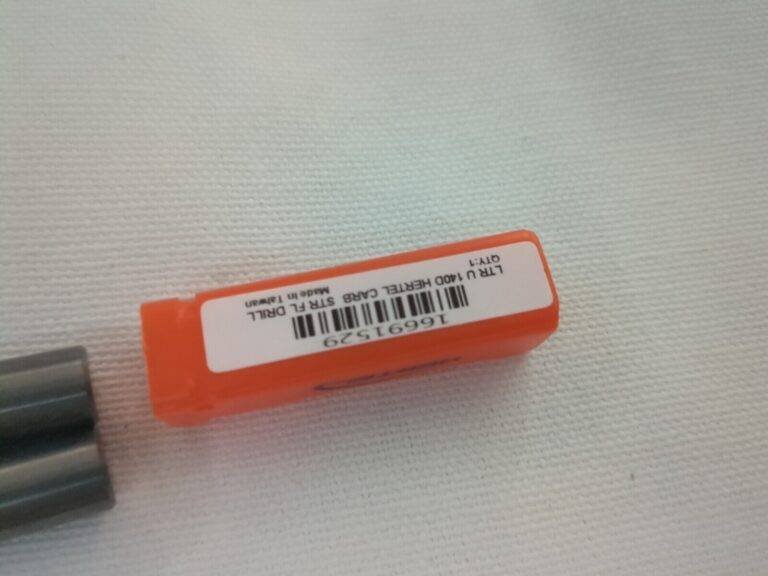 16691529
LTR U 140D HERTEL CARB STR FL DRILL
QTY:1
Made in Taiwan